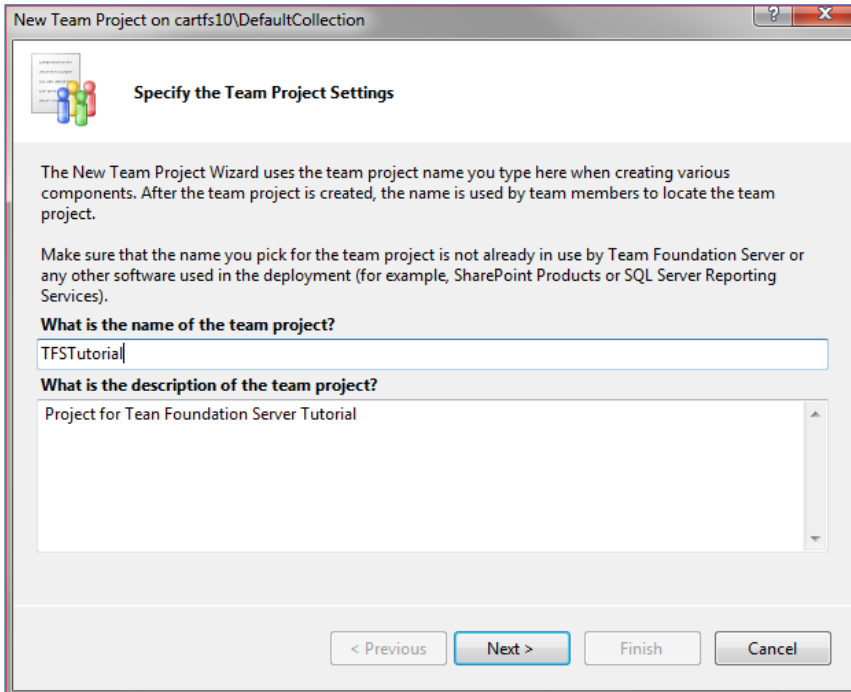 New Team Project on cartfs10\DefaultCollection
Specify the Team Project Settings
The New Team Project Wizard uses the team project name you type here when creating various
components. After the team project is created, the name is used by team members to locate the team
project.
Make sure that the name you pick for the team project is not already in use by Team Foundation Server or
any other software used in the deployment (for example, SharePoint Products or SQL Server Reporting
Services).
What is the name of the team project?
TFSTutorial
What is the description of the team project?
Project for Tean Foundation Server Tutorial
< Previous
Next >
Finish
Cancel